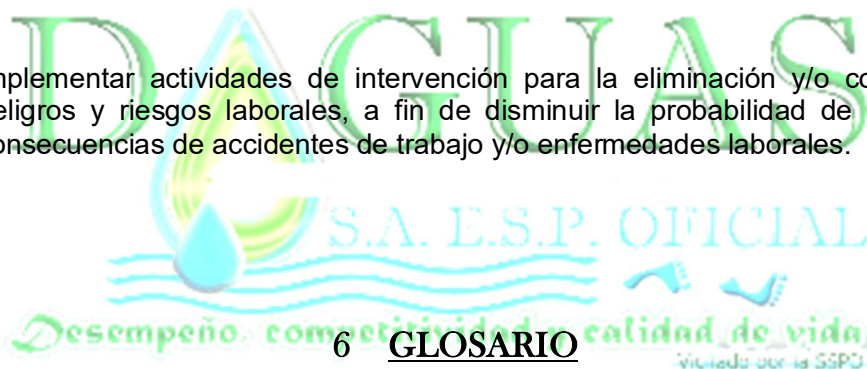 DAGUAS
mplementar actividades de intervención para la eliminación y/o co
eligros y riesgos laborales, a fin de disminuir la probabilidad de
onsecuencias de accidentes de trabajo y/o enfermedades laborales.
S.A. E.S.P. OFICIAL
Desempeño, competitividad y calidad de vida
6 GLOSARIO
Vigilado por la SSPD